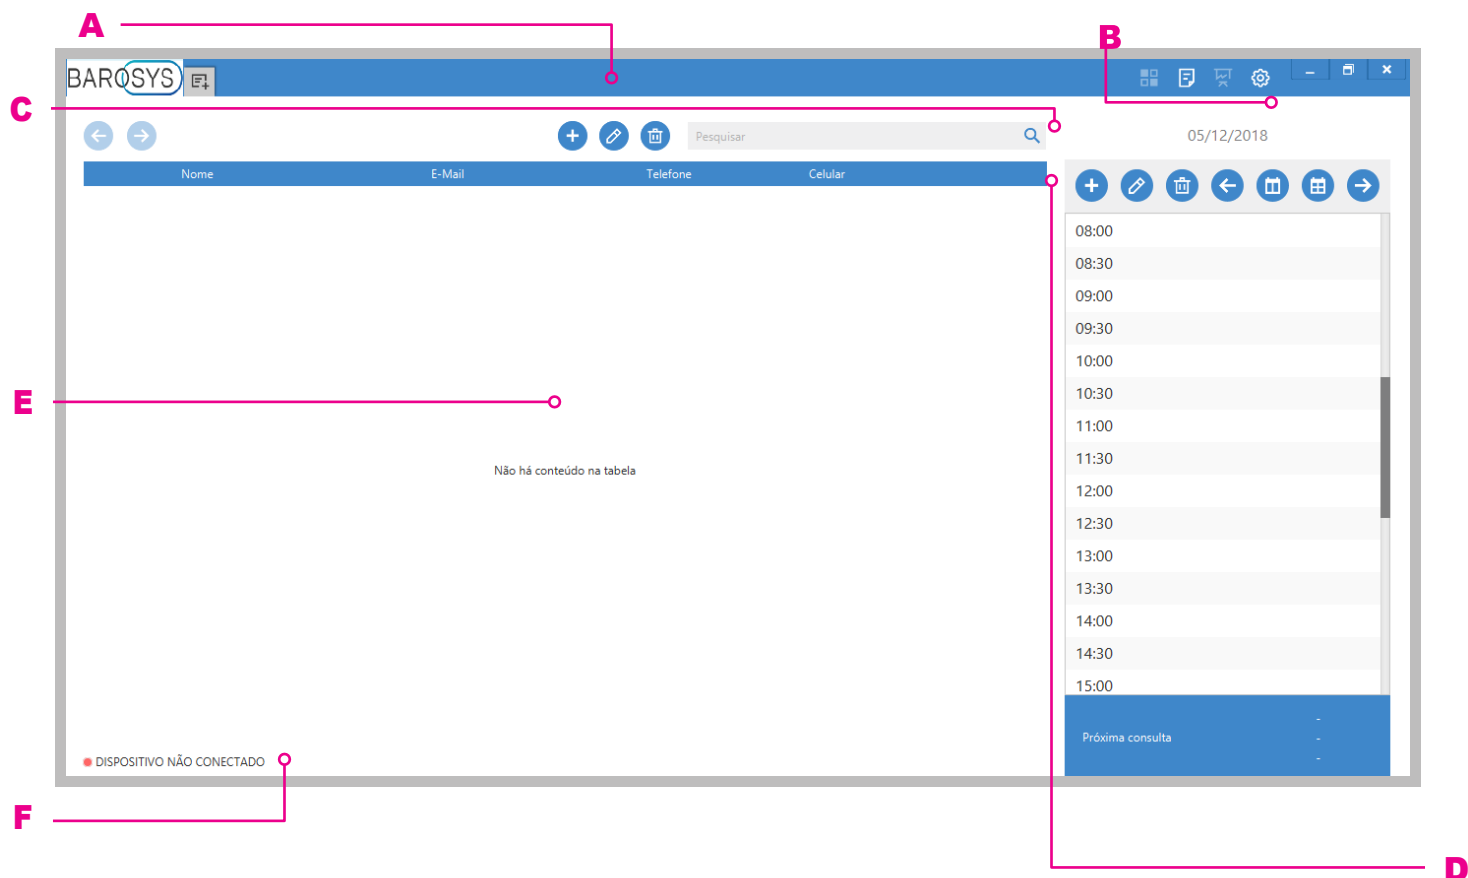 A
B
BAROSYS
C
Pesquisar
05/12/2018
Nome E-Mail Telefone Celular
08:00
08:30
09:00
09:30
10:00
10:30
E
11:00
11:30
Não há conteúdo na tabela
12:00
12:30
13:00
13:30
14:00
14:30
15:00
Próxima consulta -
-
-
DISPOSITIVO NÃO CONECTADO
F
D